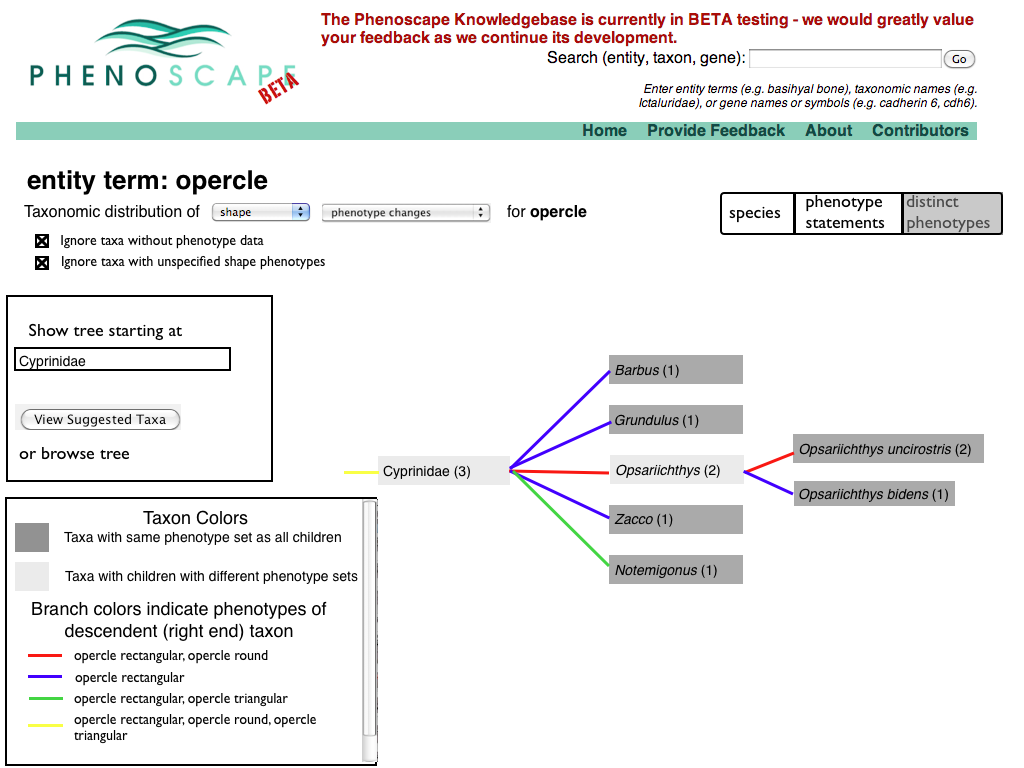 The Phenoscape Knowledgebase is currently in BETA testing - we would greatly value
your feedback as we continue its development.
PHENOSCAPE
BETA
Search (entity, taxon, gene):
Go
Enter entity terms (e.g. basihyal bone), taxonomic names (e.g.
Ictaluridae), or gene names or symbols (e.g. cadherin 6, cdh6).
Home Provide Feedback About Contributors
entity term: opercle
Taxonomic distribution of shape phenotype changes for opercle
species
phenotype
statements
distinct
phenotypes
Ignore taxa without phenotype data
Ignore taxa with unspecified shape phenotypes
Show tree starting at
Cyprinidae
View Suggested Taxa
or browse tree
Cyprinidae (3)
Barbus (1)
Grundulus (1)
Opsariichthys (2)
Zacco (1)
Notemigonus (1)
Opsariichthys uncirostris (2)
Opsariichthys bidens (1)
Taxon Colors
Taxa with same phenotype set as all children
Taxa with children with different phenotype sets
Branch colors indicate phenotypes of
descendent (right end) taxon
opercle rectangular, opercle round
opercle rectangular
opercle rectangular, opercle triangular
opercle rectangular, opercle round, opercle
triangular